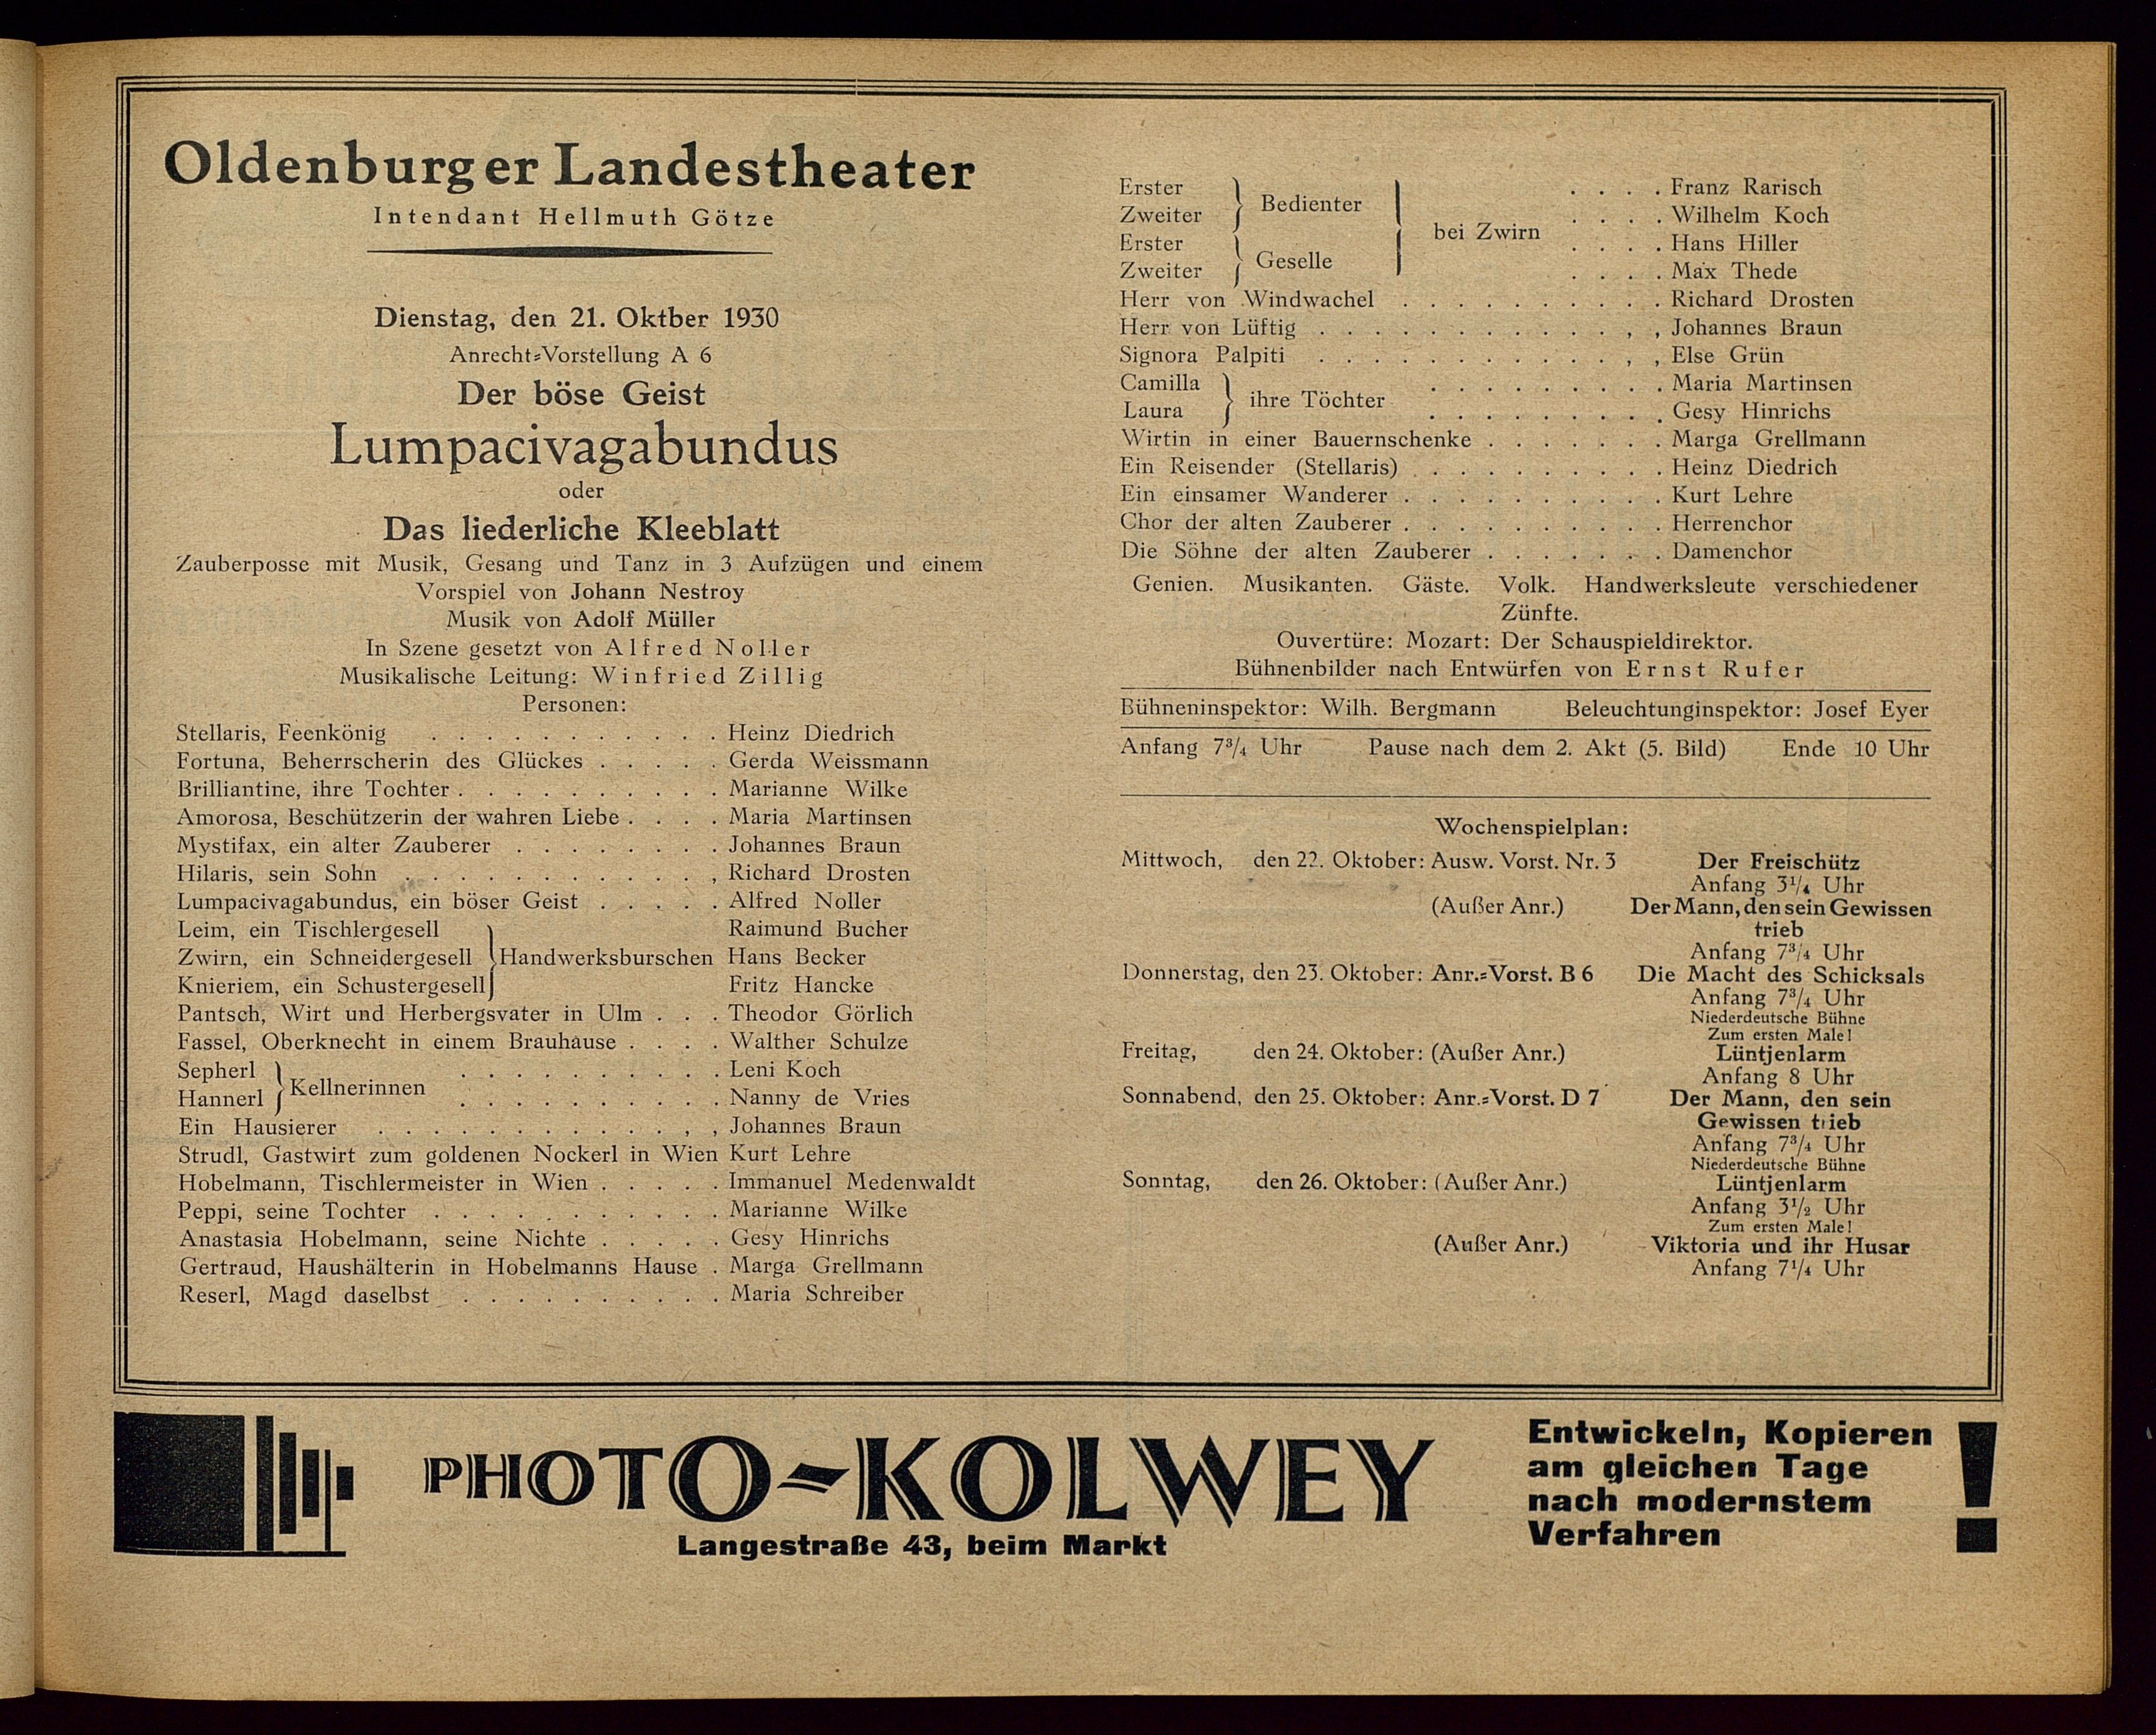 Oldenburger Landestheater
Intendant Hellmuth Götze
Dienstag, den 21. Oktber 1930
Anrecht=Vorstellung A 6
Der böse Geist
Lumpacivagabundus
oder
Das liederliche Kleeblatt
Zauberposse mit Musik, Gesang und Tanz in 3 Aufzügen und einem
Vorspiel von Johann Nestroy
Musik von Adolf Müller
In Szene gesetzt von Alfred Noller
Musikalische Leitung: Winfried Zillig
Personen:
Stellaris, Feenkönig . . . . . . . . . . . Heinz Diedrich
Fortuna, Beherrscherin des Glückes . . . . . Gerda Weissmann
Brilliantine, ihre Tochter . . . . . . . . . . Marianne Wilke
Amorosa, Beschützerin der wahren Liebe . . . . Maria Martinsen
Mystifax, ein alter Zauberer . . . . . . . . Johannes Braun
Hilaris, sein Sohn . . . . . . . . . . . , Richard Drosten
Lumpacivagabundus, ein böser Geist . . . . . Alfred Noller
Leim, ein Tischlergesell Raimund Bucher
Zwirn, ein Schneidergesell } Handwerksburschen Hans Becker
Knieriem, ein Schustergesell Fritz Hancke
Pantsch, Wirt und Herbergsvater in Ulm . . . Theodor Görlich
Fassel, Oberknecht in einem Brauhause . . . . Walther Schulze
Sepherl . . . . . . . . . . Leni Koch
} Kellnerinnen
Hannerl . . . . . . . . . . Nanny de Vries
Ein Hausierer . . . . . . . . . . . , , Johannes Braun
Strudl, Gastwirt zum goldenen Nockerl in Wien Kurt Lehre
Hobelmann, Tischlermeister in Wien . . . . . Immanuel Medenwaldt
Peppi, seine Tochter . . . . . . . . . . . Marianne Wilke
Anastasia Hobelmann, seine Nichte . . . . . Gesy Hinrichs
Gertraud, Haushälterin in Hobelmanns Hause . Marga Grellmann
Reserl, Magd daselbst . . . . . . . . . . Maria Schreiber
Erster . . . . Franz Rarisch
} Bedienter
Zweiter . . . . Wilhelm Koch
} bei Zwirn
Erster . . . . Hans Hiller
} Geselle
Zweiter . . . . Max Thede
Herr von Windwachel . . . . . . . . . . Richard Drosten
Herr von Lüftig . . . . . . . . . . . , , Johannes Braun
Signora Palpiti . . . . . . . . . . . , , Else Grün
Camilla . . . . . . . . . Maria Martinsen
} ihre Töchter
Laura . . . . . . . . . Gesy Hinrichs
Wirtin in einer Bauernschenke . . . . . . . Marga Grellmann
Ein Reisender (Stellaris) . . . . . . . . . Heinz Diedrich
Ein einsamer Wanderer . . . . . . . . . . Kurt Lehre
Chor der alten Zauberer . . . . . . . . . . Herrenchor
Die Söhne der alten Zauberer . . . . . . . Damenchor
Genien. Musikanten. Gäste. Volk. Handwerksleute verschiedener
Zünfte.
Ouvertüre: Mozart: Der Schauspieldirektor.
Bühnenbilder nach Entwürfen von Ernst Rufer
Bühneninspektor: Wilh. Bergmann Beleuchtunginspektor: Josef Eyer
Anfang 7¾ Uhr Pause nach dem 2. Akt (5. Bild) Ende 10 Uhr
Wochenspielplan:
Mittwoch, den 22. Oktober: Ausw. Vorst. Nr. 3 Der Freischütz
Anfang 3¼ Uhr
(Außer Anr.) Der Mann, den sein Gewissen
trieb
Anfang 7¾ Uhr
Donnerstag, den 23. Oktober: Anr.=Vorst. B 6 Die Macht des Schicksals
Anfang 7¾ Uhr
Niederdeutsche Bühne
Zum ersten Male!
Freitag, den 24. Oktober: (Außer Anr.) Lüntjenlarm
Anfang 8 Uhr
Sonnabend, den 25. Oktober: Anr.=Vorst. D 7 Der Mann, den sein
Gewissen trieb
Anfang 7¾ Uhr
Niederdeutsche Bühne
Sonntag, den 26. Oktober: (Außer Anr.) Lüntjenlarm
Anfang 3½ Uhr
Zum ersten Male!
(Außer Anr.) Viktoria und ihr Husar
Anfang 7¼ Uhr
PHOTO-KOLWEY
Langestraße 43, beim Markt
Entwickeln, Kopieren
am gleichen Tage
nach modernstem
Verfahren !